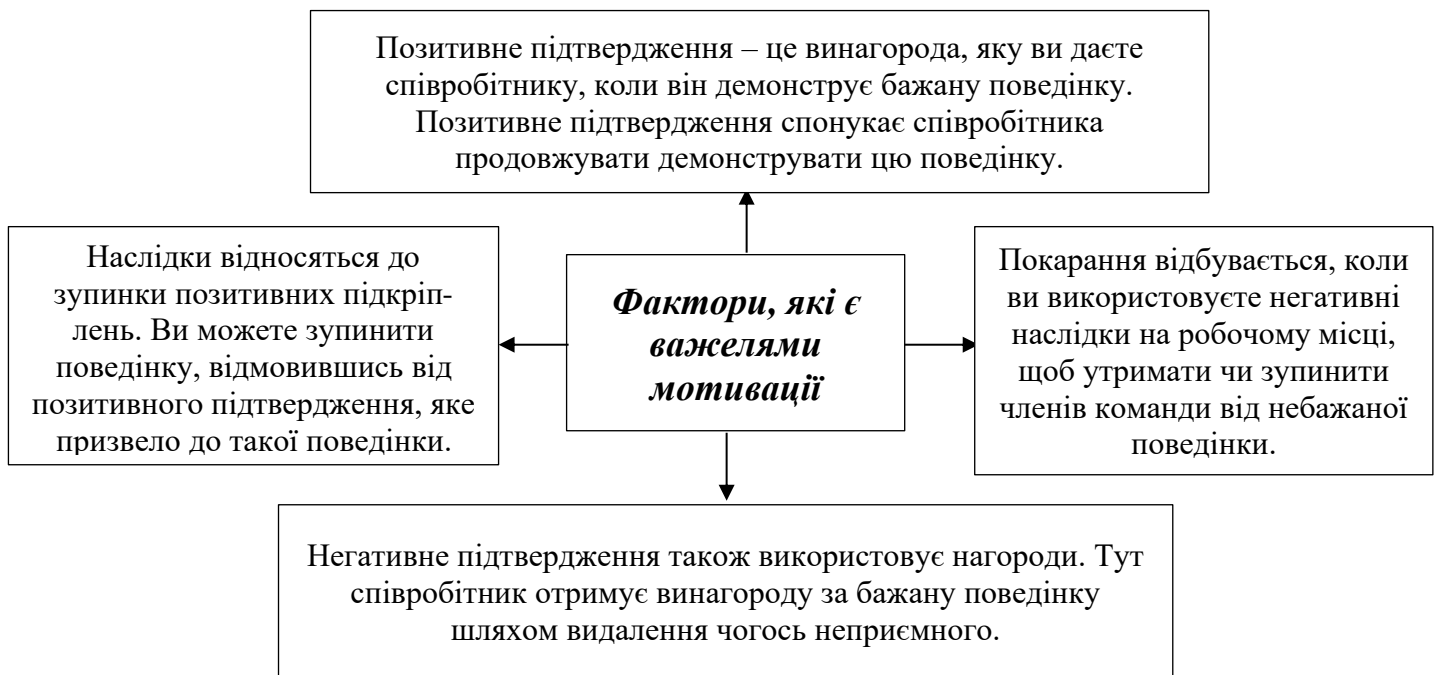 Позитивне підтвердження – це винагорода, яку ви даєте
співробітнику, коли він демонструє бажану поведінку.
Позитивне підтвердження спонукає співробітника
продовжувати демонструвати цю поведінку.
Наслідки відносяться до
зупинки позитивних підкріп-
лень. Ви можете зупинити
поведінку, відмовившись від
позитивного підтвердження, яке
призвело до такої поведінки.
Фактори, які є
важелями
мотивації
Покарання відбувається, коли
ви використовуєте негативні
наслідки на робочому місці,
щоб утримати чи зупинити
членів команди від небажаної
поведінки.
Негативне підтвердження також використовує нагороди. Тут
співробітник отримує винагороду за бажану поведінку
шляхом видалення чогось неприємного.